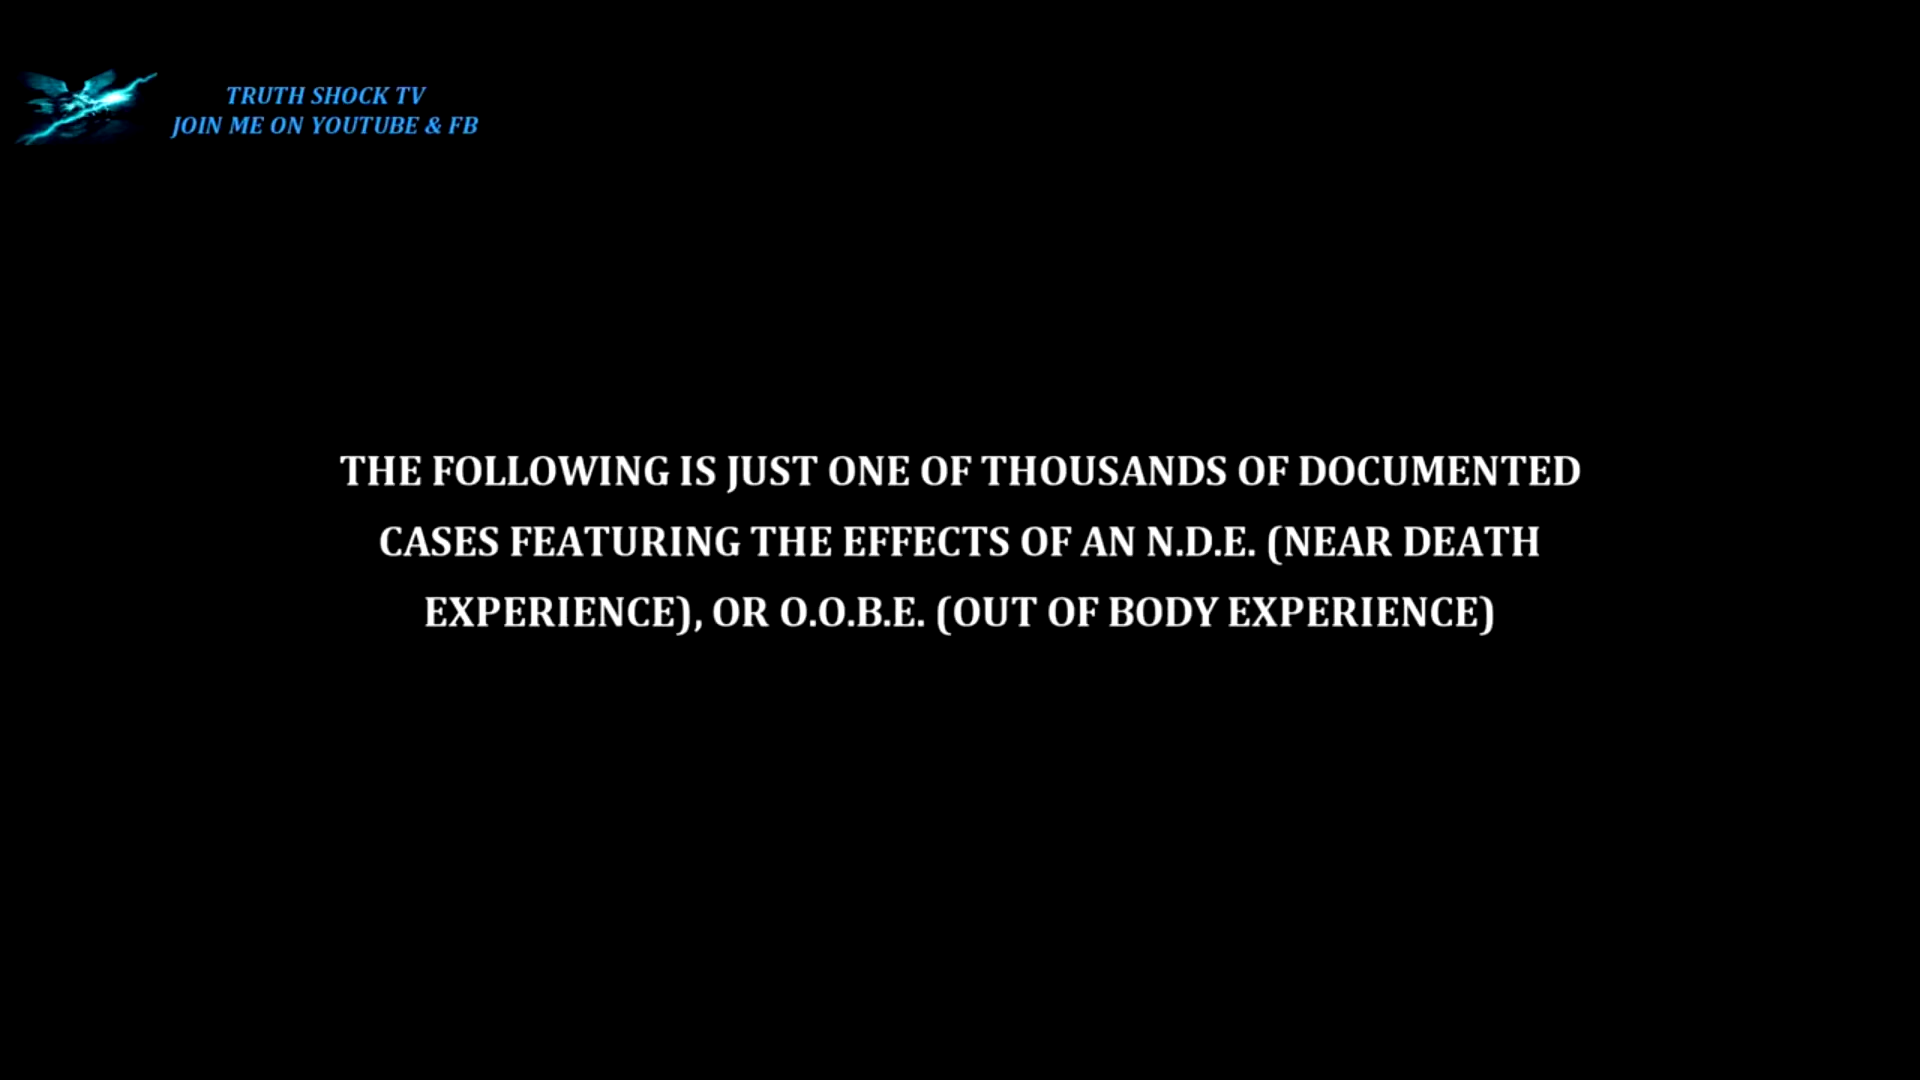 TRUTH SHOCK TV
JOIN ME ON YOUTUBE & FB
THE FOLLOWING IS JUST ONE OF THOUSANDS OF DOCUMENTED
CASES FEATURING THE EFFECTS OF AN N.D.E. (NEAR DEATH
EXPERIENCE), OR O.O.B.E. (OUT OF BODY EXPERIENCE)